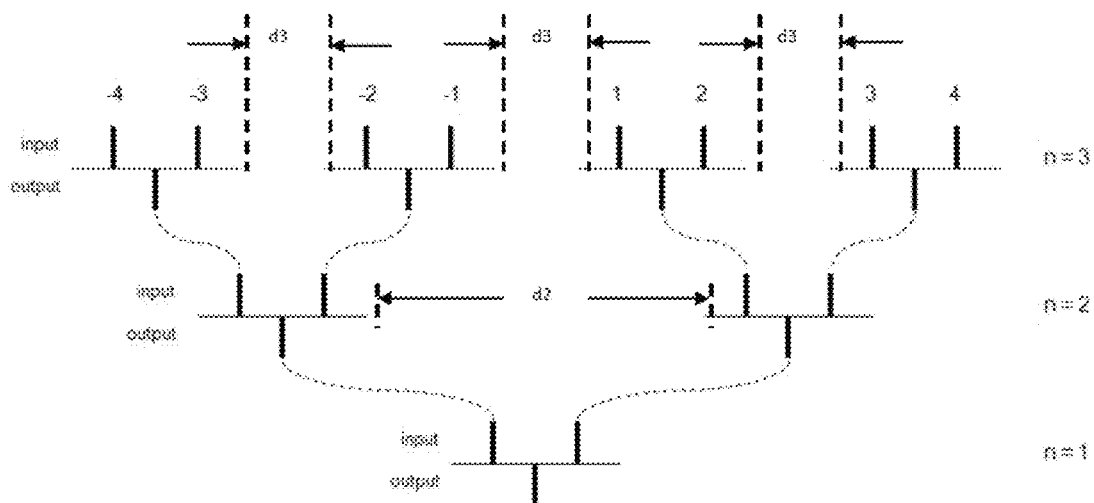 d3 d3 d3
-4 -3 -2 -1 1 2 3 4
input
n = 3
output
input
d2
n = 2
output
input
n = 1
output